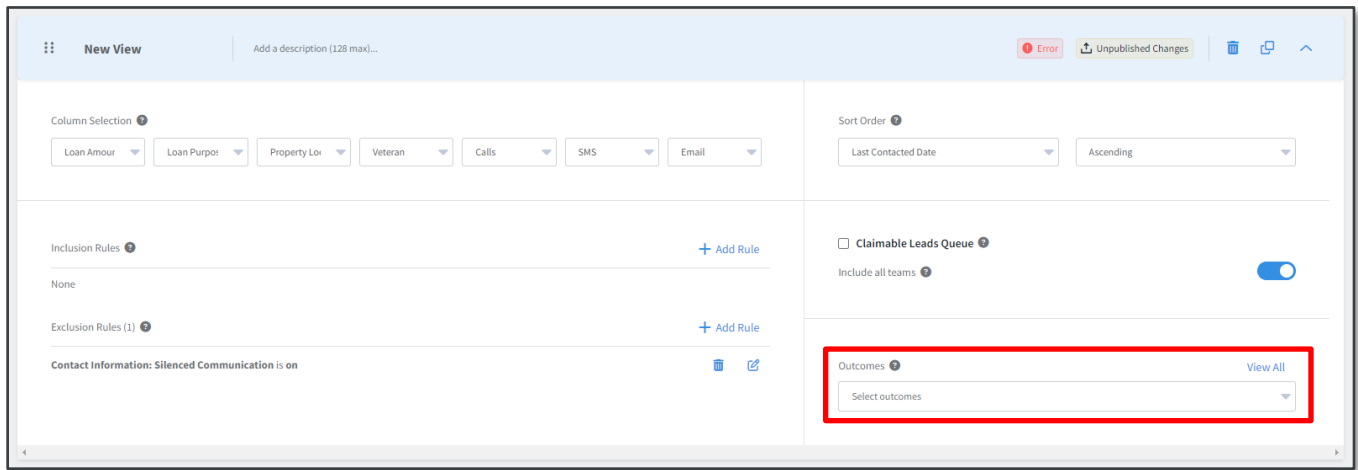 New View
Add a description (128 max)...
Error
Unpublished Changes
Column Selection
Loan Amour
Loan Purpos
Property Loc
Veteran
Calls
SMS
Email
Sort Order
Last Contacted Date
Ascending
Inclusion Rules
+ Add Rule
None
Exclusion Rules (1)
+ Add Rule
Contact Information: Silenced Communication is on
Claimable Leads Queue
Include all teams
Outcomes
View All
Select outcomes